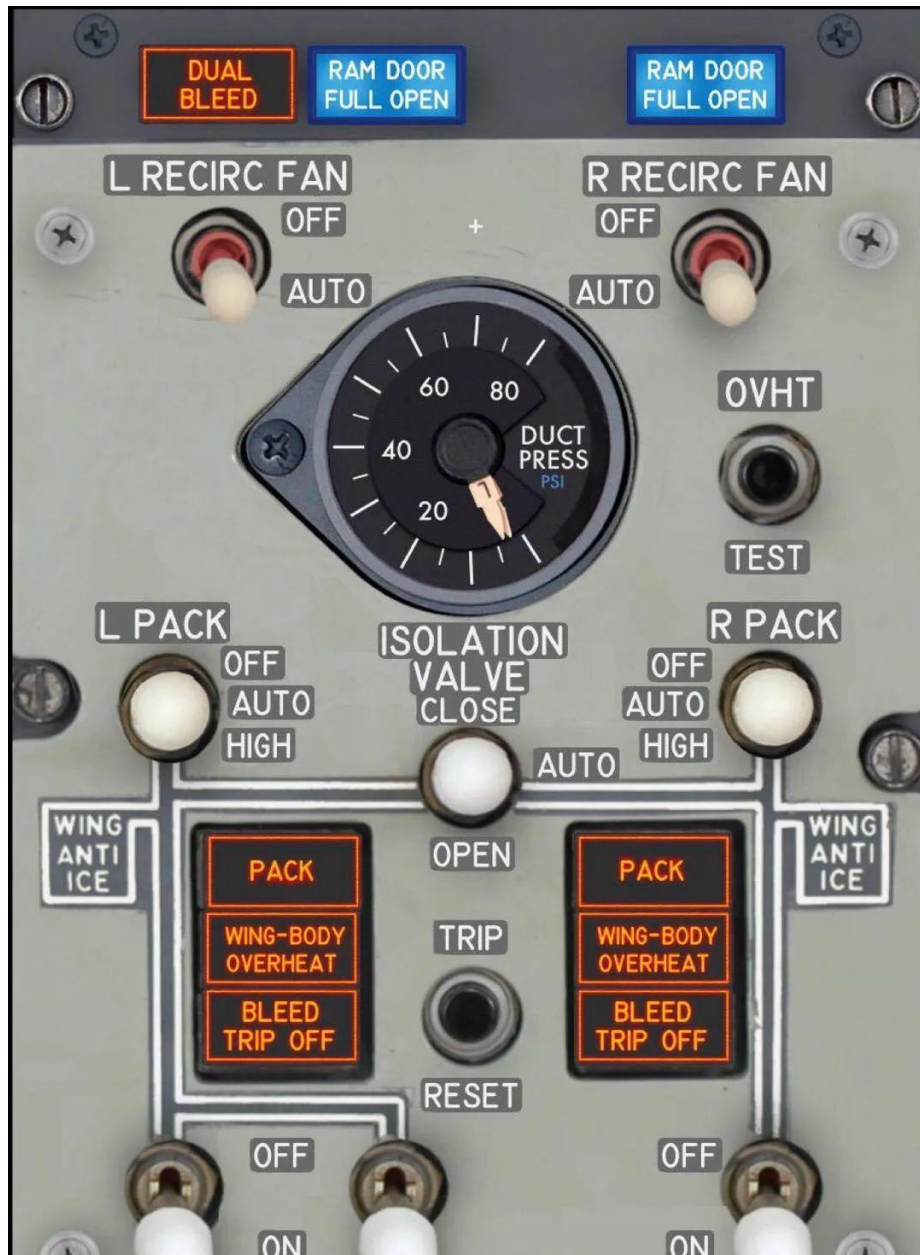 DUAL
BLEED
RAM DOOR
FULL OPEN
RAM DOOR
FULL OPEN
L RECIRC FAN
R RECIRC FAN
OFF
OFF
AUTO
AUTO
60
80
40
20
DUCT
PRESS
PSI
OVHT
TEST
L PACK
R PACK
ISOLATION
VALVE
CLOSE
OFF
AUTO
HIGH
OFF
AUTO
HIGH
AUTO
OPEN
WING
ANTI
ICE
WING
ANTI
ICE
PACK
WING-BODY
OVERHEAT
BLEED
TRIP OFF
PACK
WING-BODY
OVERHEAT
BLEED
TRIP OFF
TRIP
RESET
OFF
OFF
ON
ON